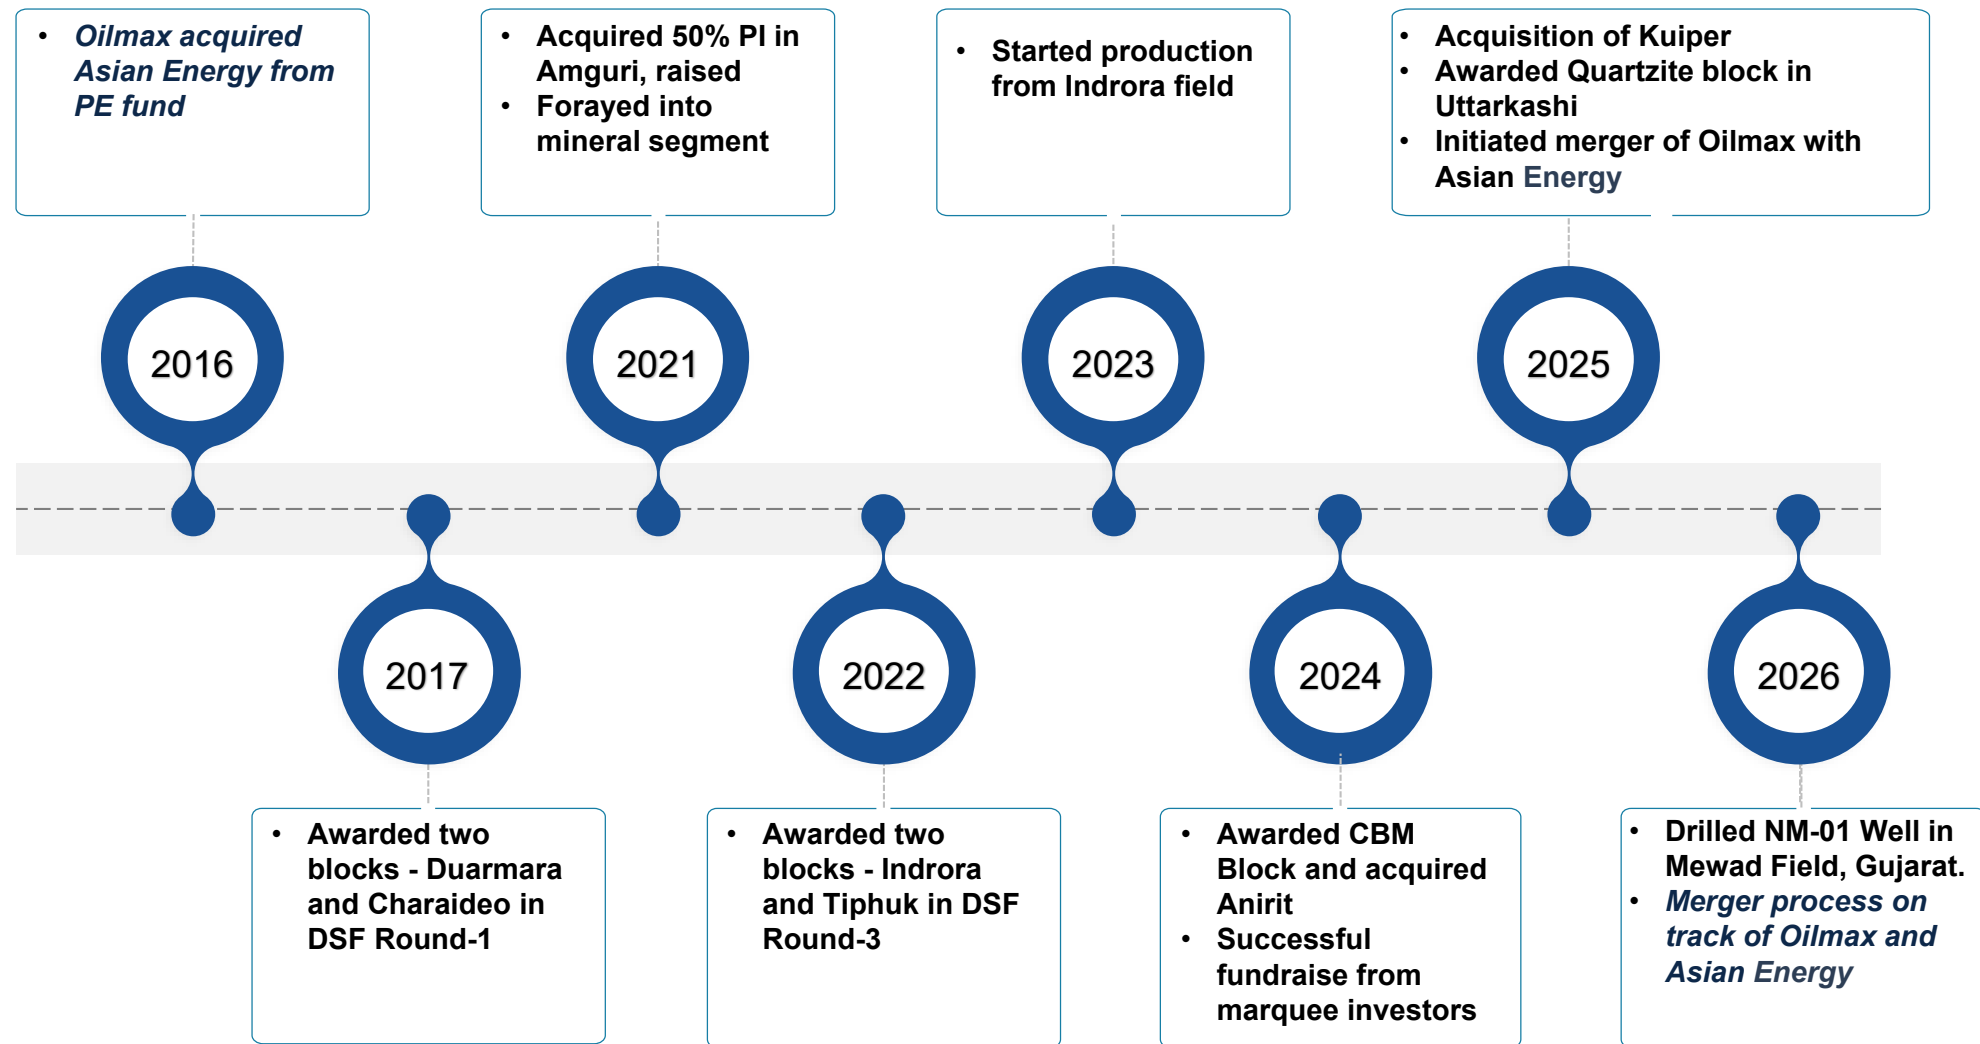 • Oilmax acquired
Asian Energy from
PE fund
• Acquired 50% PI in
Amguri, raised
• Forayed into
mineral segment
• Started production
from Indrora field
• Acquisition of Kuiper
• Awarded Quartzite block in
Uttarkashi
• Initiated merger of Oilmax with
Asian Energy
2016
2021
2023
2025
2017
2022
2024
2026
• Awarded two
blocks - Duarmara
and Charaideo in
DSF Round-1
• Awarded two
blocks - Indrora
and Tiphuk in DSF
Round-3
• Awarded CBM
Block and acquired
Anirit
• Successful
fundraise from
marquee investors
• Drilled NM-01 Well in
Mewad Field, Gujarat.
• Merger process on
track of Oilmax and
Asian Energy